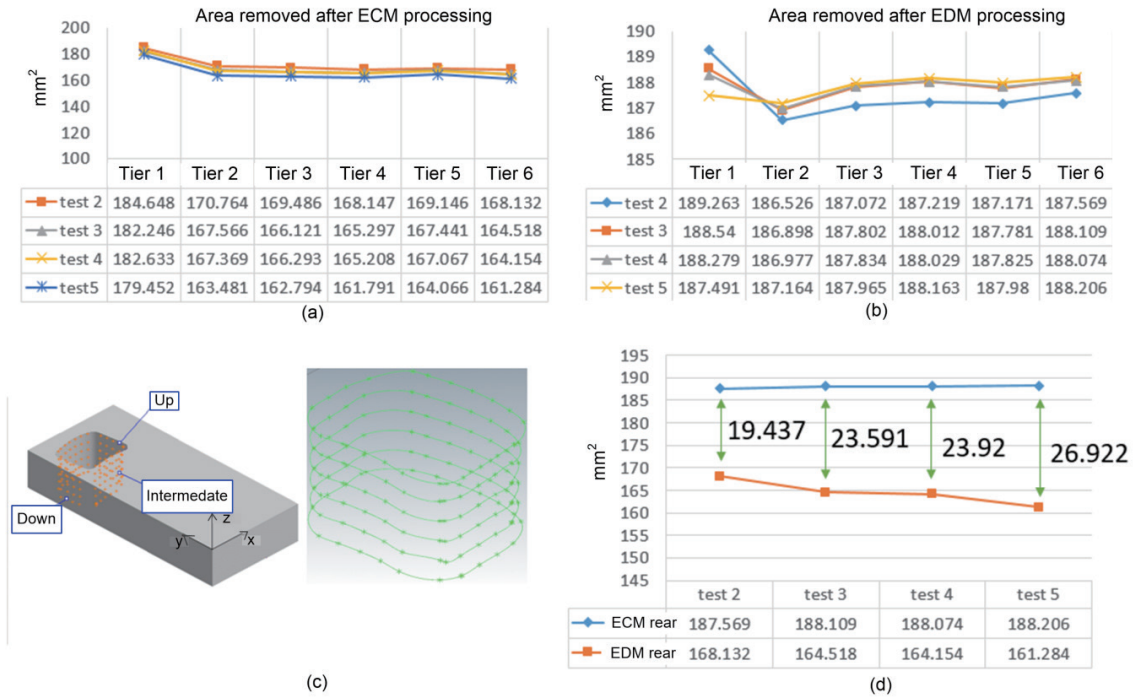 Area removed after ECM processing
200
180
160
140
120
100
mm2
Tier 1 Tier 2 Tier 3 Tier 4 Tier 5 Tier 6
test 2 184.648 170.764 169.486 168.147 169.146 168.132
test 3 182.246 167.566 166.121 165.297 167.441 164.518
test 4 182.633 167.369 166.293 165.208 167.067 164.154
test5 179.452 163.481 162.794 161.791 164.066 161.284
(a)
Area removed after EDM processing
190
189
188
187
186
185
mm2
Tier 1 Tier 2 Tier 3 Tier 4 Tier 5 Tier 6
test 2 189.263 186.526 187.072 187.219 187.171 187.569
test 3 188.54 186.898 187.802 188.012 187.781 188.109
test 4 188.279 186.977 187.834 188.029 187.825 188.074
test 5 187.491 187.164 187.965 188.163 187.98 188.206
(b)
Up
Intermedate
Down
z
y
x
(c)
195
190
185
180
175
170
165
160
155
150
145
mm2
19.437
23.591
23.92
26.922
test 2 test 3 test 4 test 5
ECM rear 187.569 188.109 188.074 188.206
EDM rear 168.132 164.518 164.154 161.284
(d)